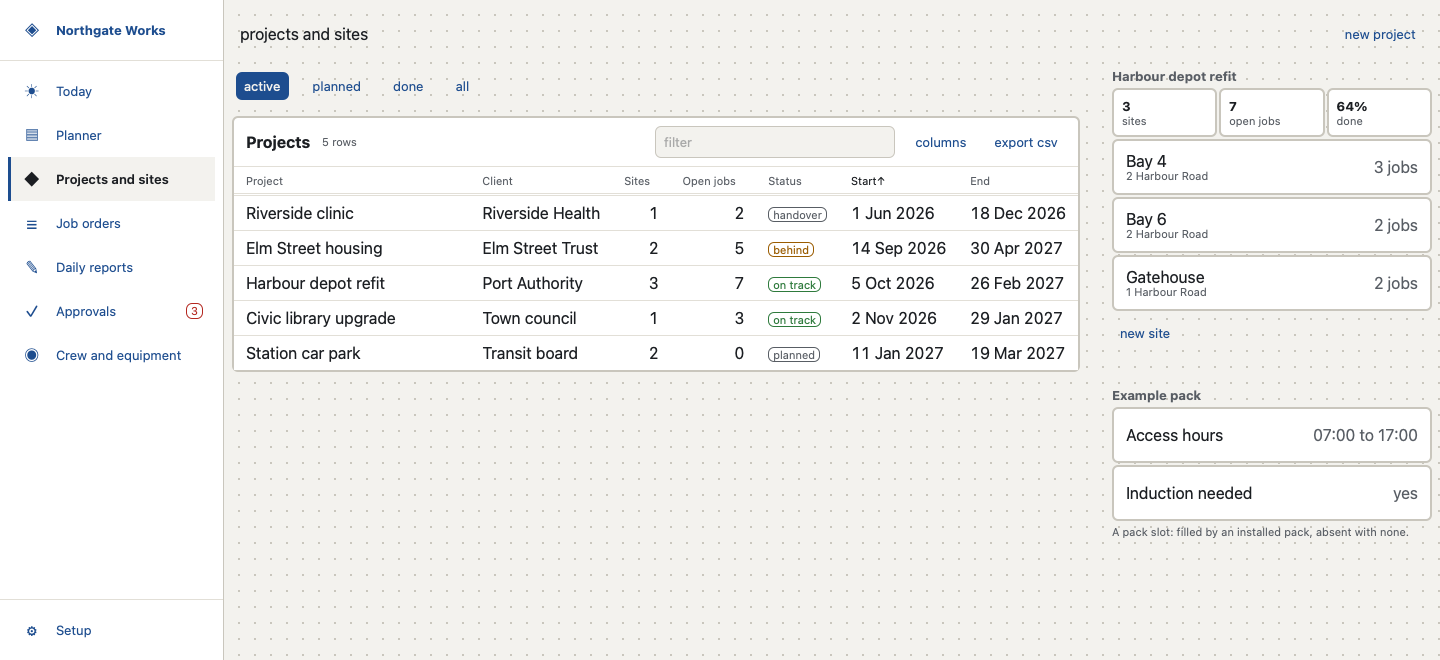 Northgate Works
Today
Planner
Projects and sites
Job orders
Daily reports
Approvals 3
Crew and equipment
Setup
projects and sites
new project
active planned done all
Projects 5 rows filter columns export csv
Project Client Sites Open jobs Status Start↑ End
Riverside clinic Riverside Health 1 2 handover 1 Jun 2026 18 Dec 2026
Elm Street housing Elm Street Trust 2 5 behind 14 Sep 2026 30 Apr 2027
Harbour depot refit Port Authority 3 7 on track 5 Oct 2026 26 Feb 2027
Civic library upgrade Town council 1 3 on track 2 Nov 2026 29 Jan 2027
Station car park Transit board 2 0 planned 11 Jan 2027 19 Mar 2027
Harbour depot refit
3 7 64%
sites open jobs done
Bay 4
2 Harbour Road
3 jobs
Bay 6
2 Harbour Road
2 jobs
Gatehouse
1 Harbour Road
2 jobs
new site
Example pack
Access hours 07:00 to 17:00
Induction needed yes
A pack slot: filled by an installed pack, absent with none.